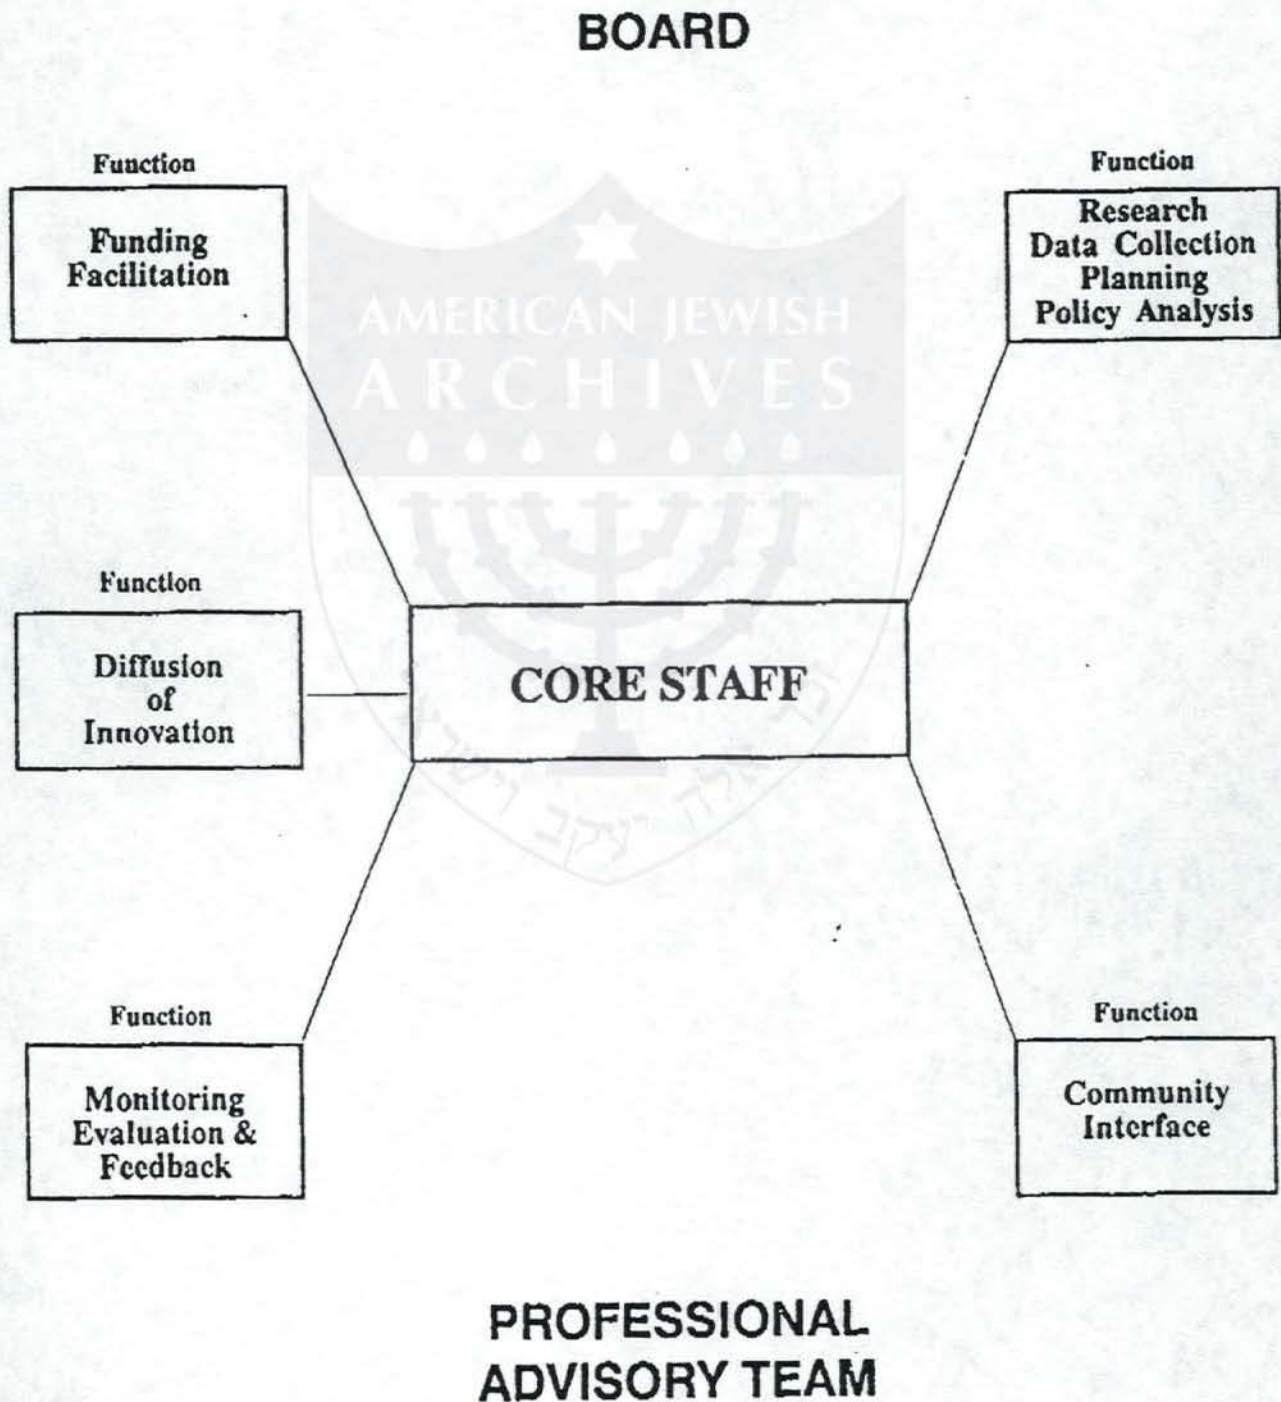 BOARD
Function
Funding
Facilitation
Function
Research
Data Collection
Planning
Policy Analysis
AMERICAN JEWISH
ARCHIVES
Function
Diffusion
of
Innovation
CORE STAFF
Function
Monitoring
Evaluation &
Feedback
Function
Community
Interface
PROFESSIONAL
ADVISORY TEAM